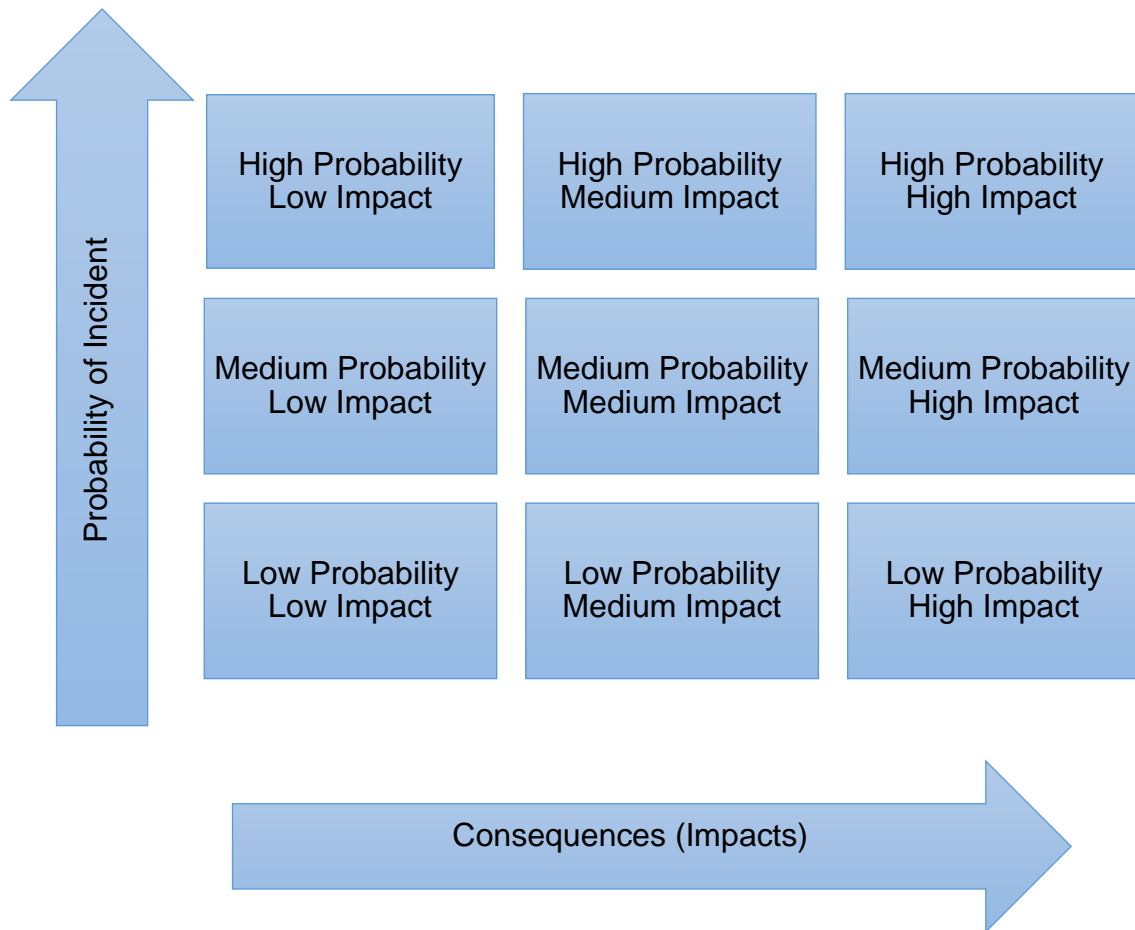 Probability of Incident
High Probability
Low Impact
High Probability
Medium Impact
High Probability
High Impact
Medium Probability
Low Impact
Medium Probability
Medium Impact
Medium Probability
High Impact
Low Probability
Low Impact
Low Probability
Medium Impact
Low Probability
High Impact
Consequences (Impacts)